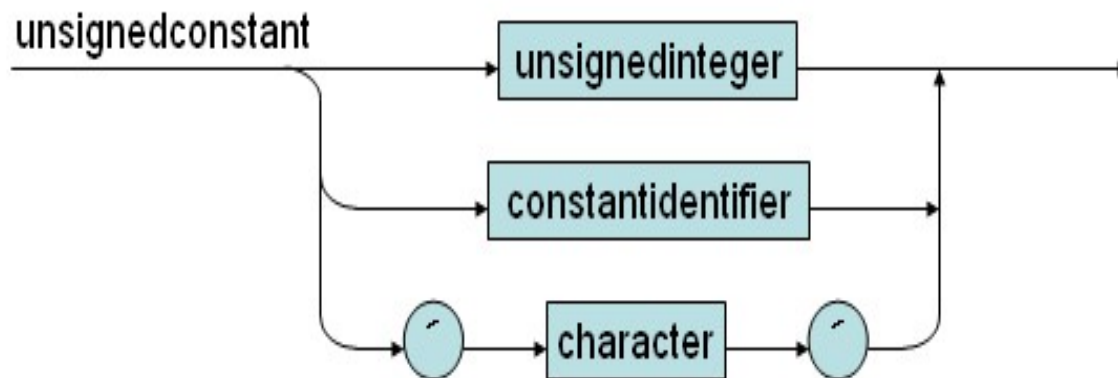 unsignedconstant
unsignedinteger
constantidentifier
´ character ´